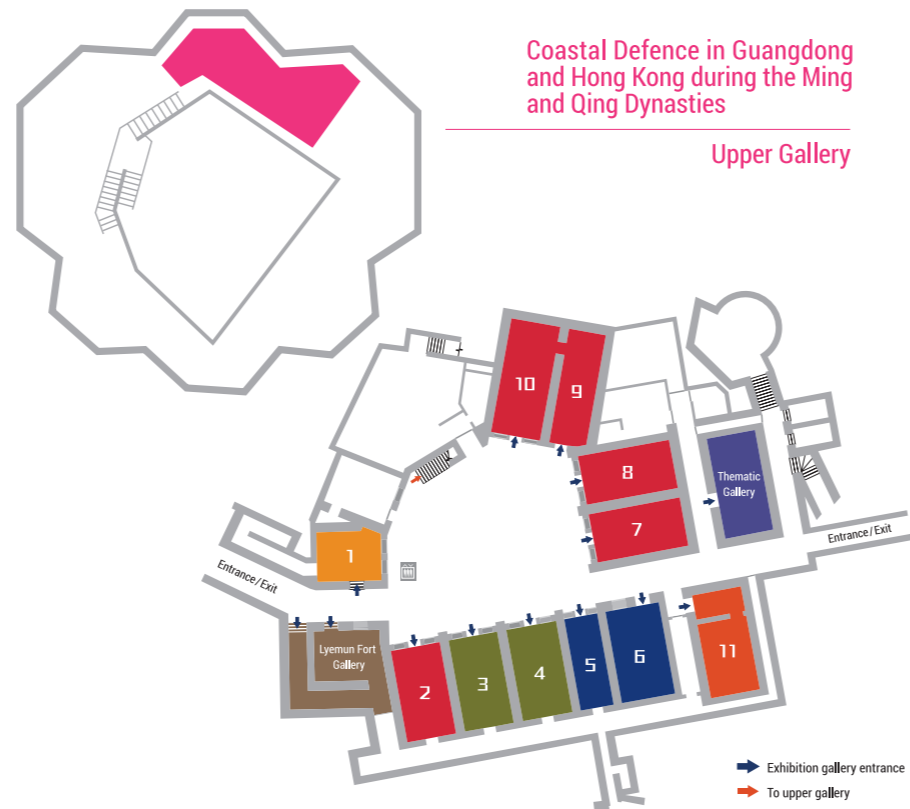 Coastal Defence in Guangdong
and Hong Kong during the Ming
and Qing Dynasties
Upper Gallery
10
9
8
7
Thematic
Gallery
Entrance/Exit
1
Entrance/Exit
Lyemun Fort
Gallery
2
3
4
5
6
11
Exhibition gallery entrance
To upper gallery